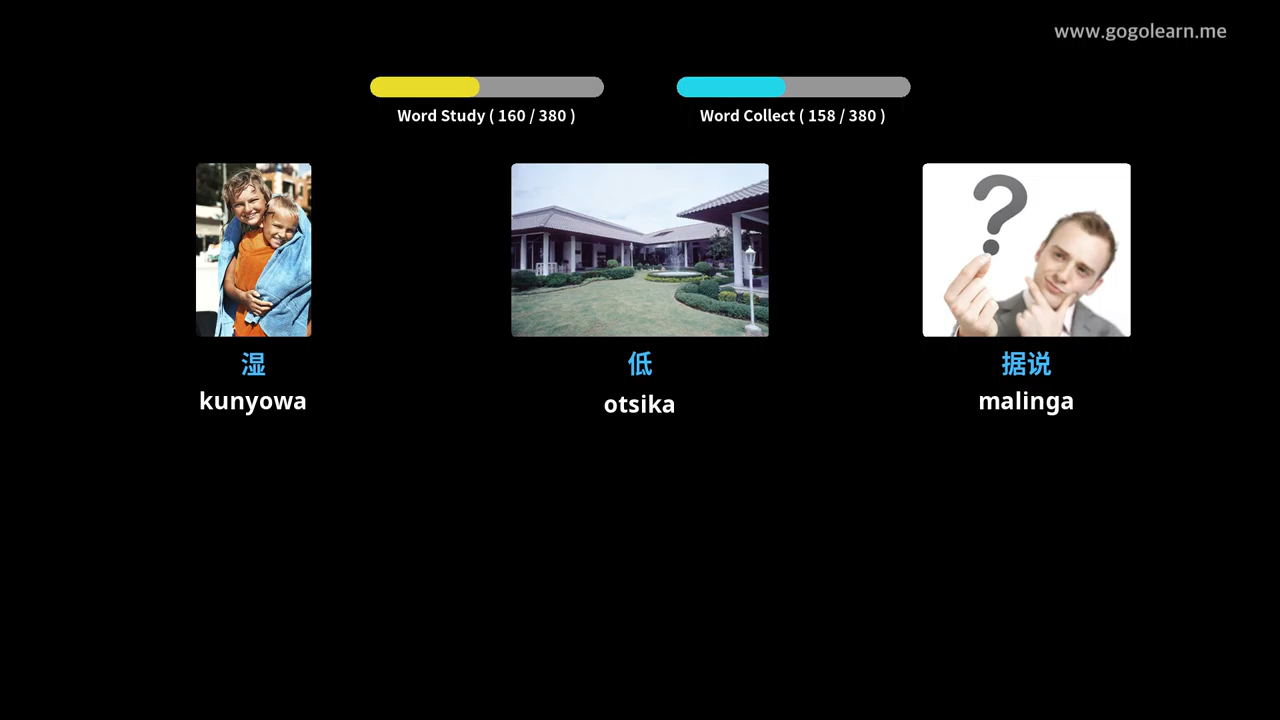 www.gogolearn.me
Word Study ( 160 / 380 )
Word Collect ( 158 / 380 )
湿
低
据说
kunyowa
otsika
malinga